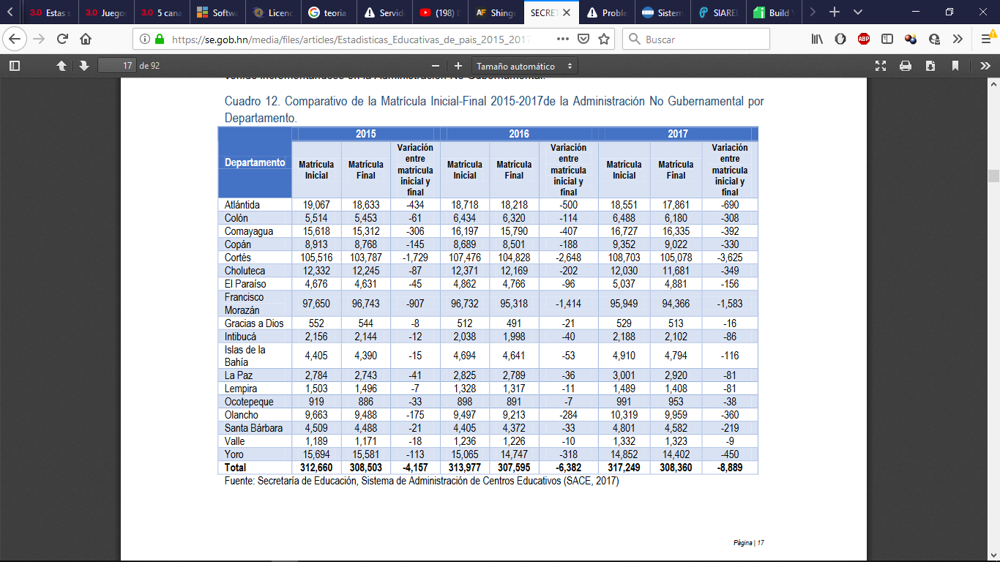 3.0 Estas s
3.0 Juego
3.0 5 cana
Softw
Licenc
teoria
Servid
(198) I
AF Shing
SECRET
Proble
Sistem
SIAREI
Build
https://se.gob.hn/media/files/articles/Estadisticas_Educativas_de_pais_2015_2017
Buscar
ABP
17 de 92
Tamaño automático
venido incrementándose en la Administración No Gubernamental.
Cuadro 12. Comparativo de la Matrícula Inicial-Final 2015-2017de la Administración No Gubernamental por
Departamento.
Departamento 2015 2016 2017
Matrícula Inicial Matrícula Final Variación entre matrícula inicial y final Matrícula Inicial Matrícula Final Variación entre matrícula inicial y final Matrícula Inicial Matrícula Final Variación entre matrícula inicial y final
Atlántida 19,067 18,633 -434 18,718 18,218 -500 18,551 17,861 -690
Colón 5,514 5,453 -61 6,434 6,320 -114 6,488 6,180 -308
Comayagua 15,618 15,312 -306 16,197 15,790 -407 16,727 16,335 -392
Copán 8,913 8,768 -145 8,689 8,501 -188 9,352 9,022 -330
Cortés 105,516 103,787 -1,729 107,476 104,828 -2,648 108,703 105,078 -3,625
Choluteca 12,332 12,245 -87 12,371 12,169 -202 12,030 11,681 -349
El Paraíso 4,676 4,631 -45 4,862 4,766 -96 5,037 4,881 -156
Francisco Morazán 97,650 96,743 -907 96,732 95,318 -1,414 95,949 94,366 -1,583
Gracias a Dios 552 544 -8 512 491 -21 529 513 -16
Intibucá 2,156 2,144 -12 2,038 1,998 -40 2,188 2,102 -86
Islas de la Bahía 4,405 4,390 -15 4,694 4,641 -53 4,910 4,794 -116
La Paz 2,784 2,743 -41 2,825 2,789 -36 3,001 2,920 -81
Lempira 1,503 1,496 -7 1,328 1,317 -11 1,489 1,408 -81
Ocotepeque 919 886 -33 898 891 -7 991 953 -38
Olancho 9,663 9,488 -175 9,497 9,213 -284 10,319 9,959 -360
Santa Bárbara 4,509 4,488 -21 4,405 4,372 -33 4,801 4,582 -219
Valle 1,189 1,171 -18 1,236 1,226 -10 1,332 1,323 -9
Yoro 15,694 15,581 -113 15,065 14,747 -318 14,852 14,402 -450
Total 312,660 308,503 -4,157 313,977 307,595 -6,382 317,249 308,360 -8,889
Fuente: Secretaría de Educación, Sistema de Administración de Centros Educativos (SACE, 2017)
Página | 17